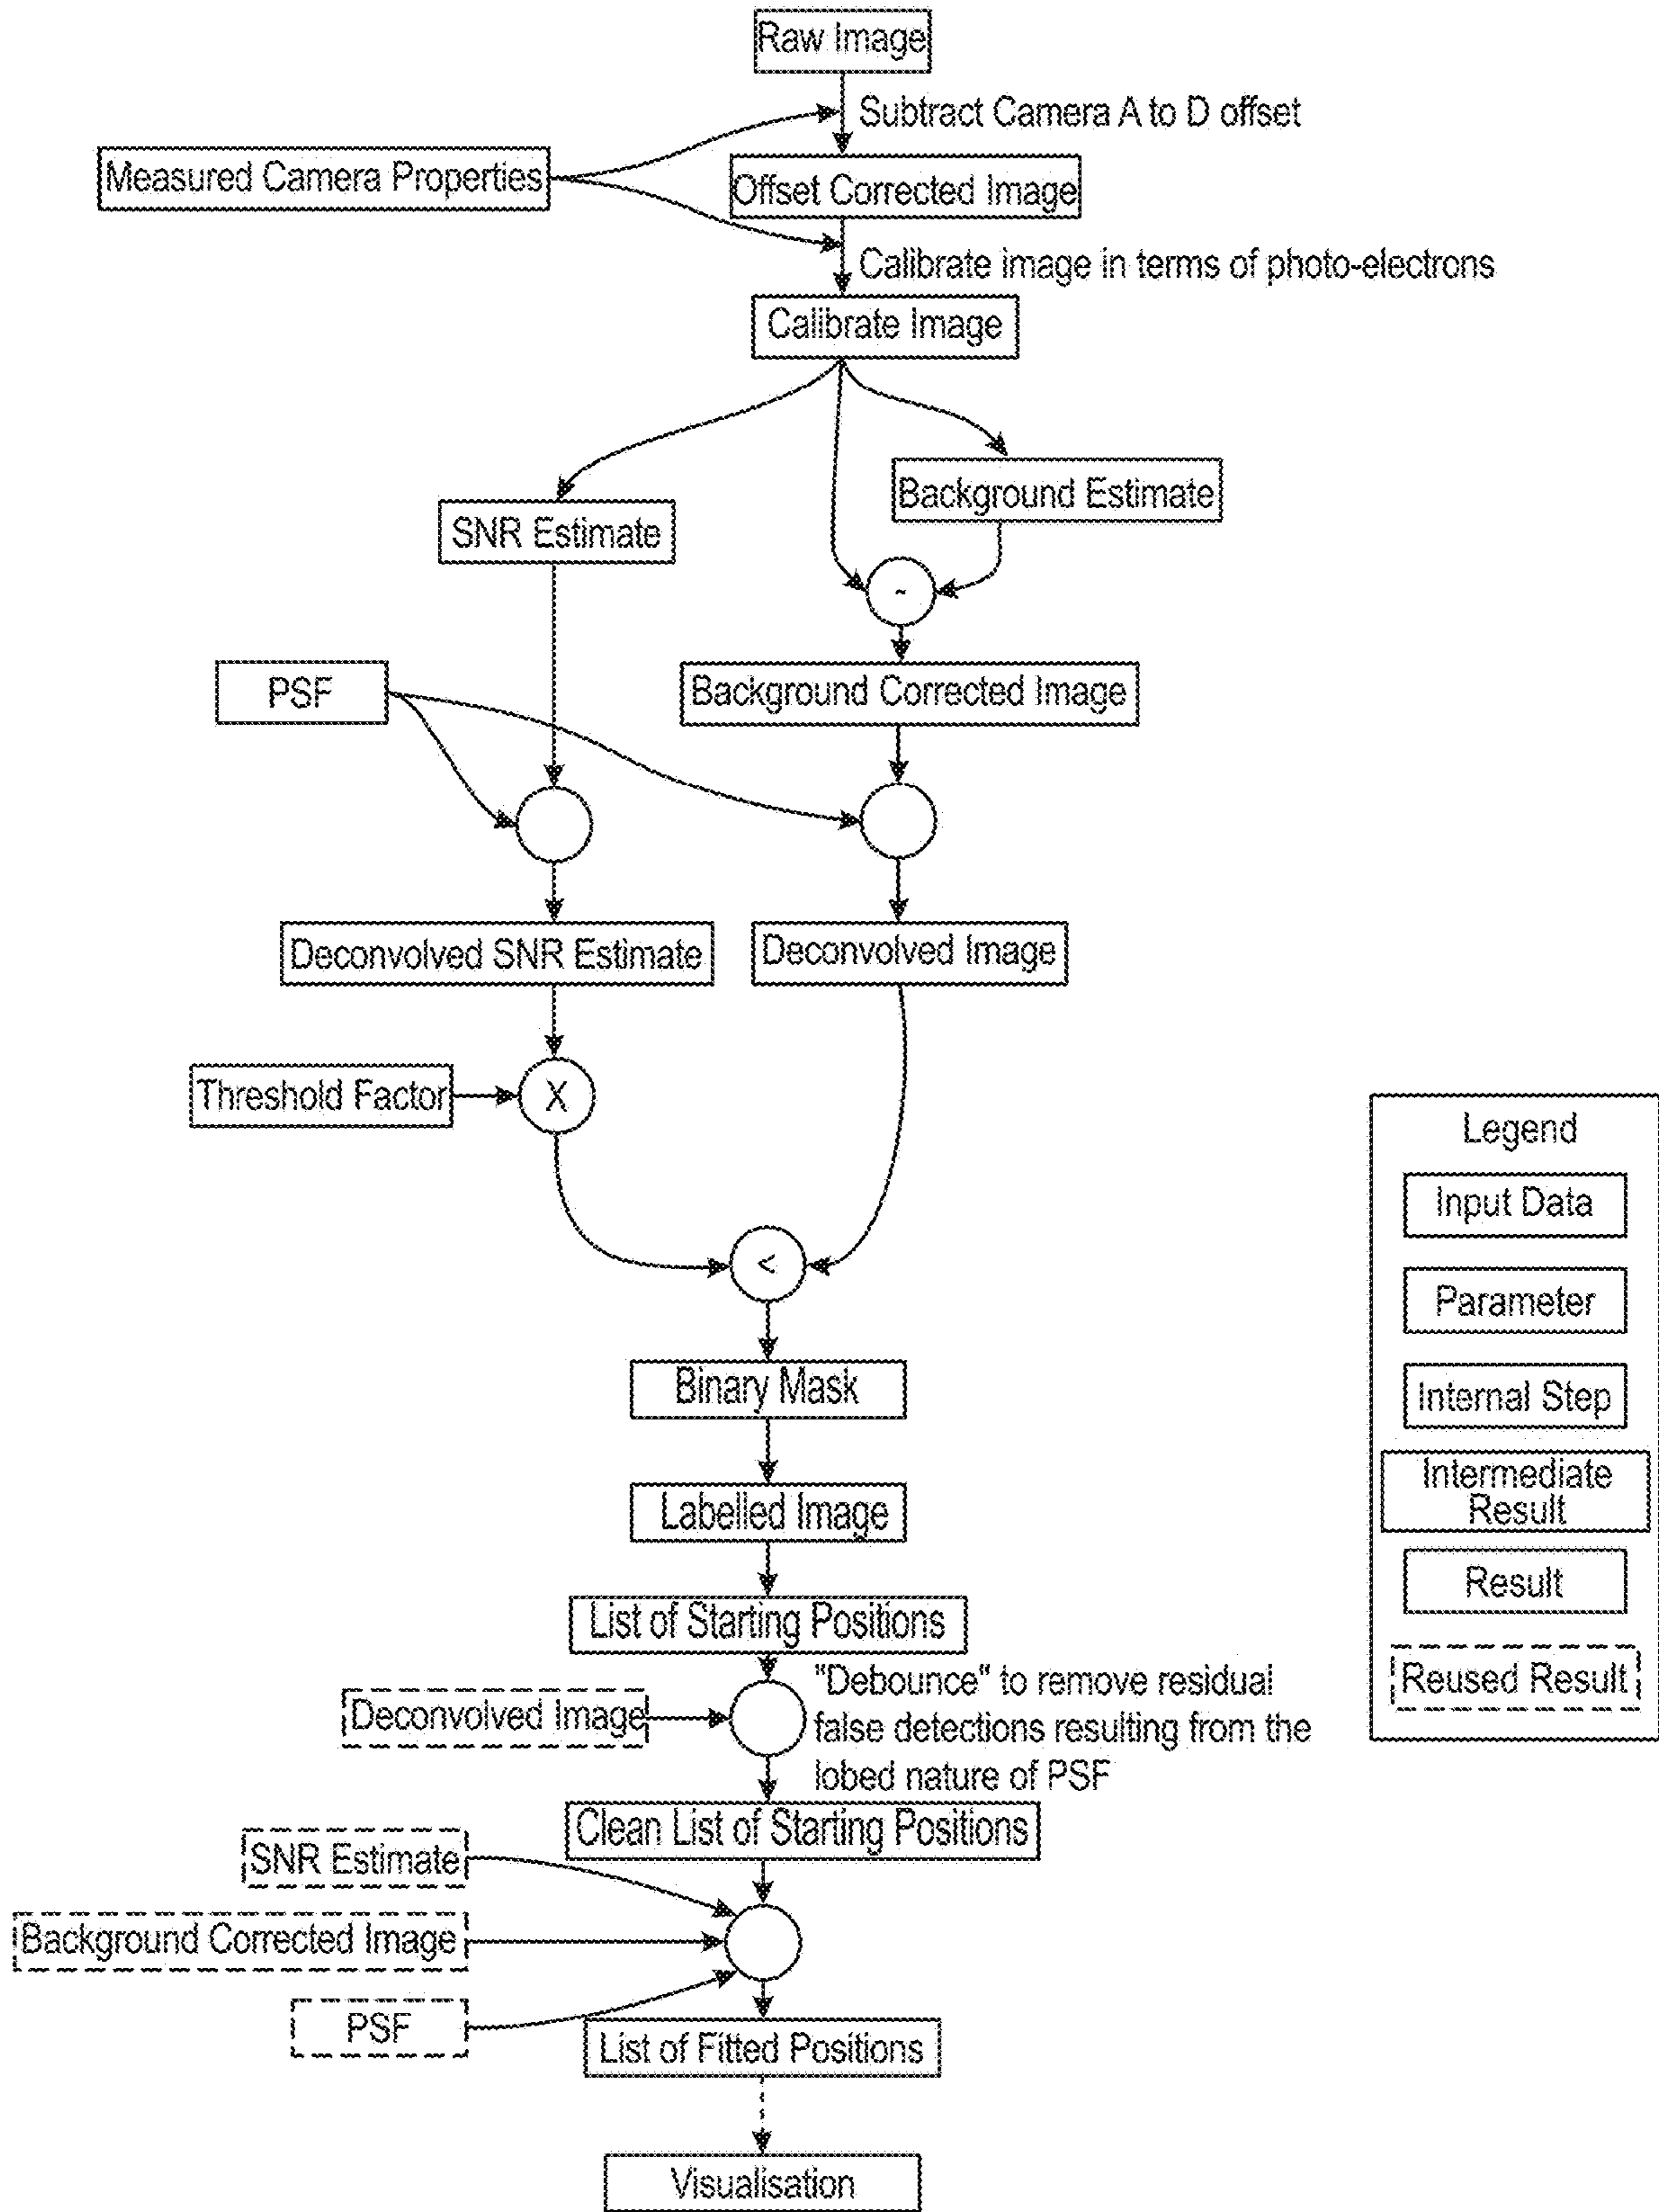 Raw Image
Subtract Camera A to D offset
Measured Camera Properties
Offset Corrected Image
Calibrate image in terms of photo-electrons
Calibrate Image
Background Estimate
SNR Estimate
-
PSF
Background Corrected Image
Deconvolved SNR Estimate
Deconvolved Image
Threshold Factor
X
<
Binary Mask
Labelled Image
List of Starting Positions
"Debounce" to remove residual
false detections resulting from the
lobed nature of PSF
Deconvolved Image
Clean List of Starting Positions
SNR Estimate
Background Corrected Image
PSF
List of Fitted Positions
Visualisation
Legend
Input Data
Parameter
Internal Step
Intermediate
Result
Result
Reused Result